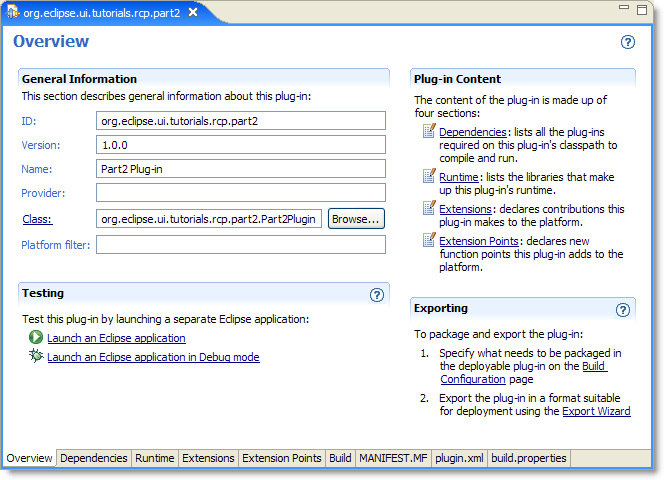 org.eclipse.ui.tutorials.rcp.part2
Overview
General Information
This section describes general information about this plug-in:
ID: org.eclipse.ui.tutorials.rcp.part2
Version: 1.0.0
Name: Part2 Plug-in
Provider:
Class: org.eclipse.ui.tutorials.rcp.part2.Part2Plugin Browse...
Platform filter:
Testing
Test this plug-in by launching a separate Eclipse application:
Launch an Eclipse application
Launch an Eclipse application in Debug mode
Plug-in Content
The content of the plug-in is made up of
four sections:
Dependencies: lists all the plug-ins
required on this plug-in's classpath to
compile and run.
Runtime: lists the libraries that make
up this plug-in's runtime.
Extensions: declares contributions this
plug-in makes to the platform.
Extension Points: declares new
function points this plug-in adds to the
platform.
Exporting
To package and export the plug-in:
1. Specify what needs to be packaged in
the deployable plug-in on the Build
Configuration page
2. Export the plug-in in a format suitable
for deployment using the Export Wizard
Overview Dependencies Runtime Extensions Extension Points Build MANIFEST.MF plugin.xml build.properties